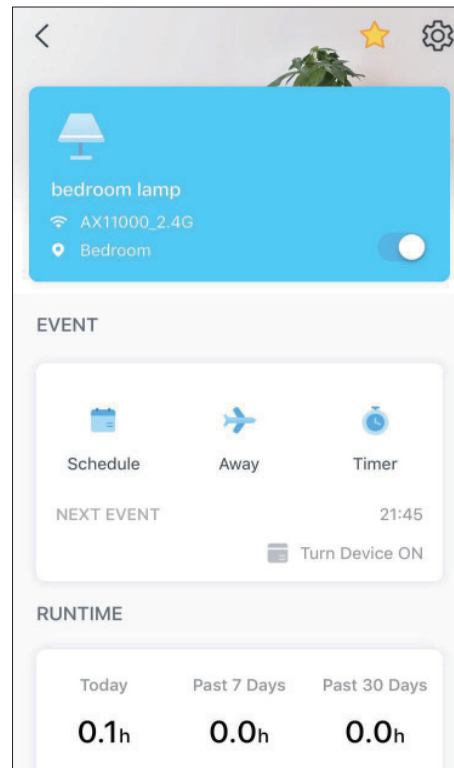 bedroom lamp
AX11000_2.4G
Bedroom
EVENT
Schedule Away Timer
NEXT EVENT 21:45
Turn Device ON
RUNTIME
Today Past 7 Days Past 30 Days
0.1h 0.0h 0.0h